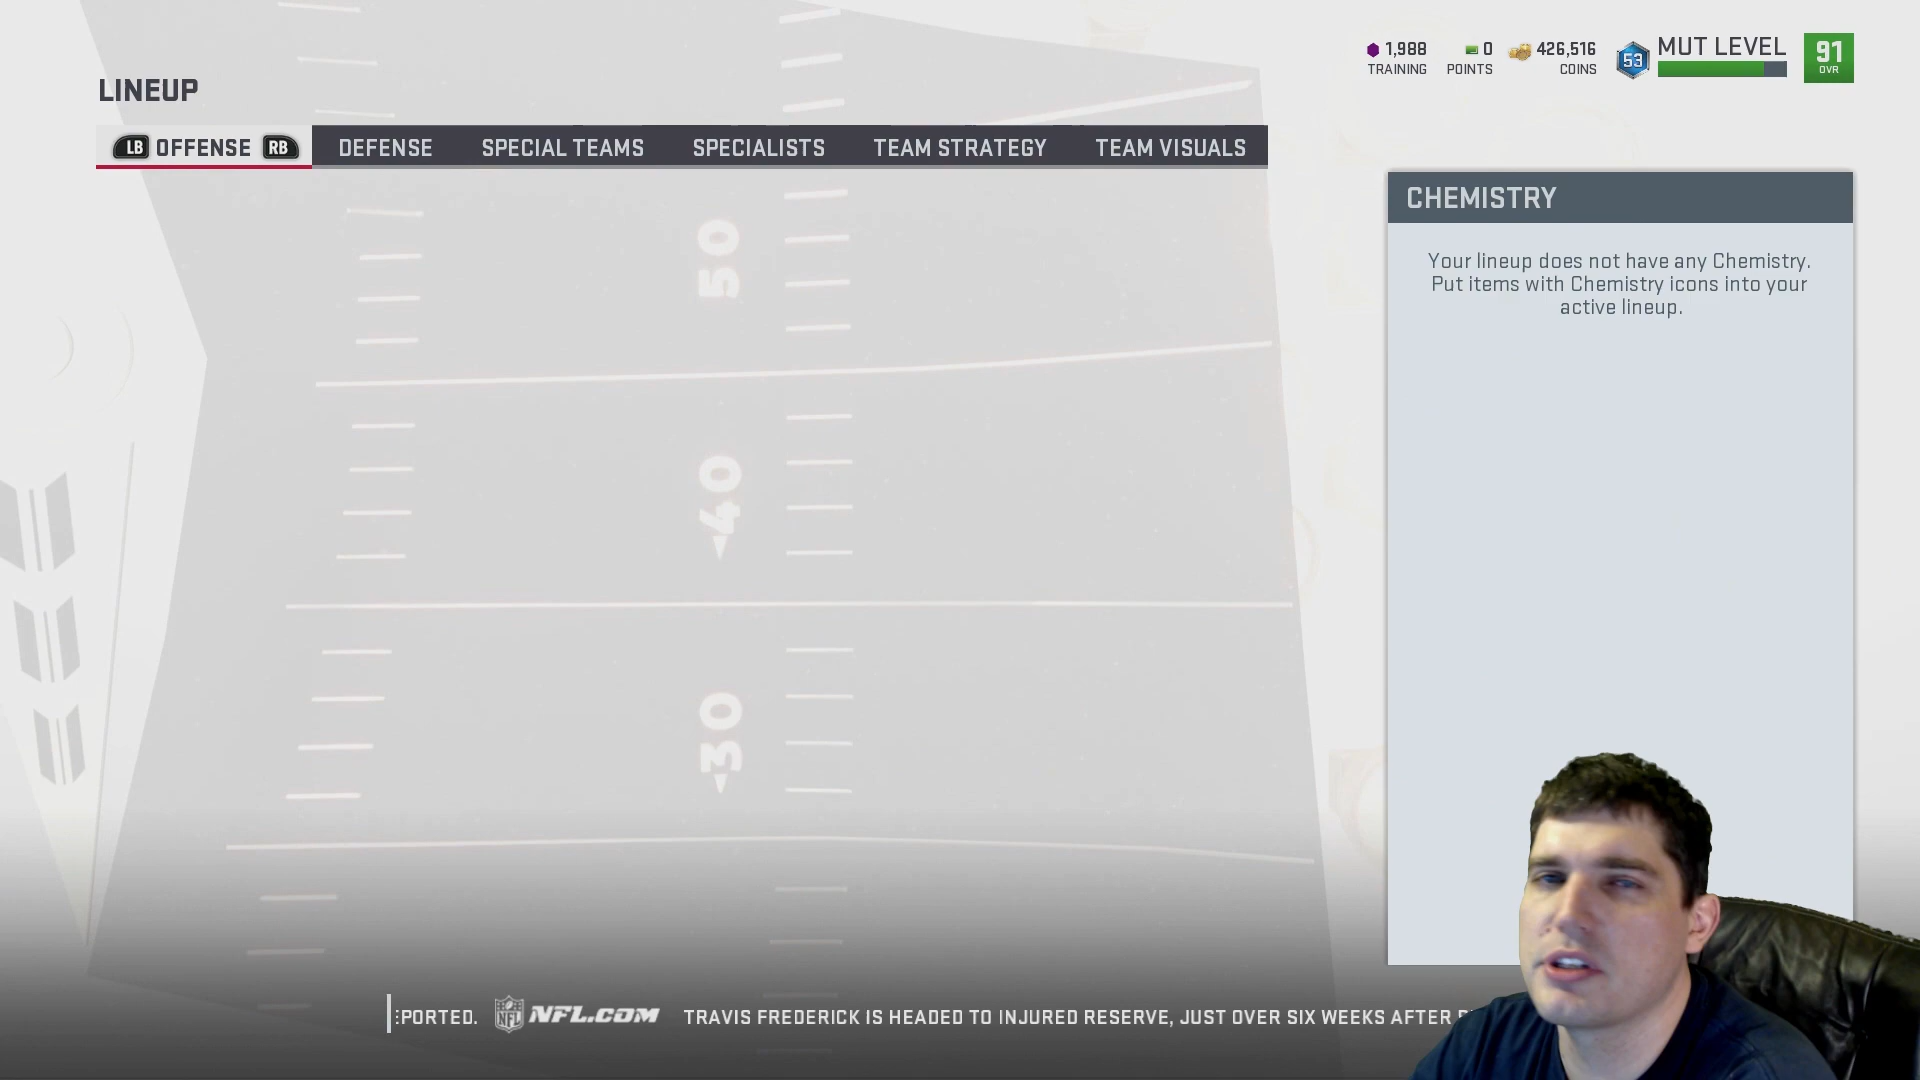 LINEUP
1,988
TRAINING
0
POINTS
426,516
COINS
53
MUT LEVEL
91
OVR
LB OFFENSE RB
DEFENSE
SPECIAL TEAMS
SPECIALISTS
TEAM STRATEGY
TEAM VISUALS
CHEMISTRY
Your lineup does not have any Chemistry.
Put items with Chemistry icons into your
active lineup.
50
40
30
NFL
NFL.COM
TRAVIS FREDERICK IS HEADED TO INJURED RESERVE, JUST OVER SIX WEEKS AFTER